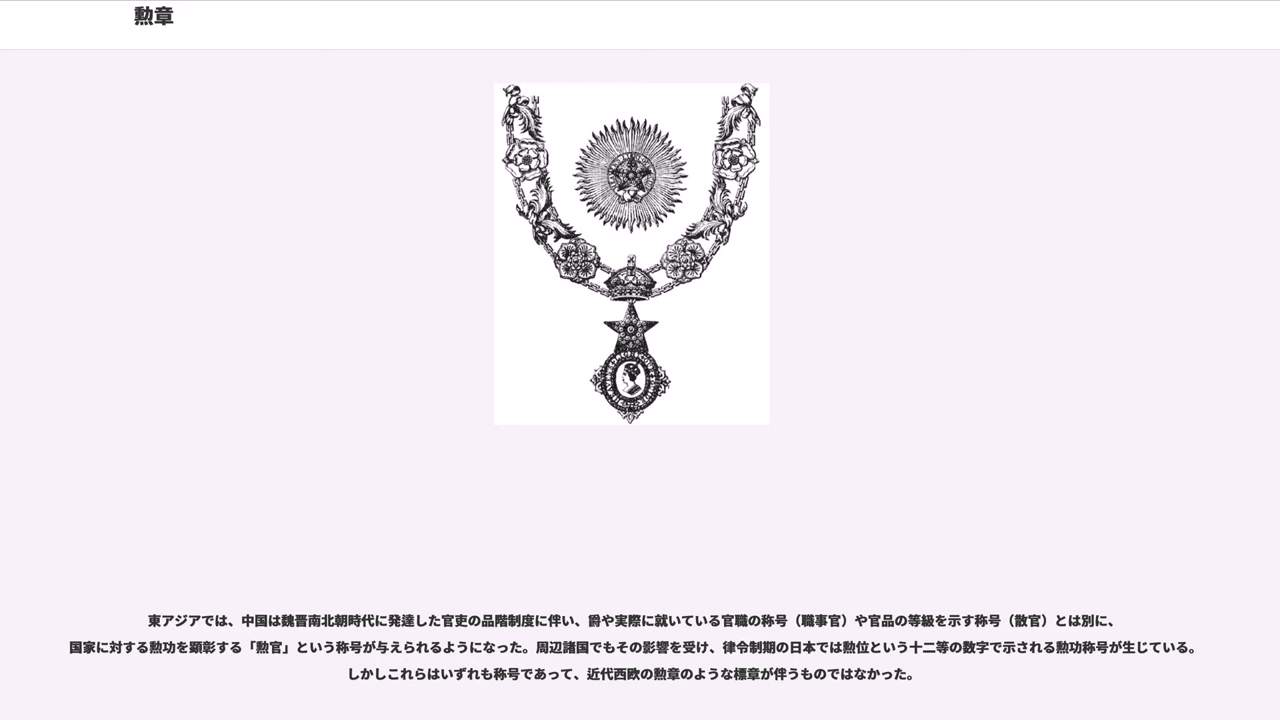 勲章
東アジアでは、中国は魏晋南北朝時代に発達した官吏の品階制度に伴い、爵や実際に就いている官職の称号（職事官）や官品の等級を示す称号（散官）とは別に、
国家に対する勲功を顕彰する「勲官」という称号が与えられるようになった。周辺諸国でもその影響を受け、律令制期の日本では勲位という十二等の数字で示される勲功称号が生じている。
しかしこれらはいずれも称号であって、近代西欧の勲章のような標章が伴うものではなかった。